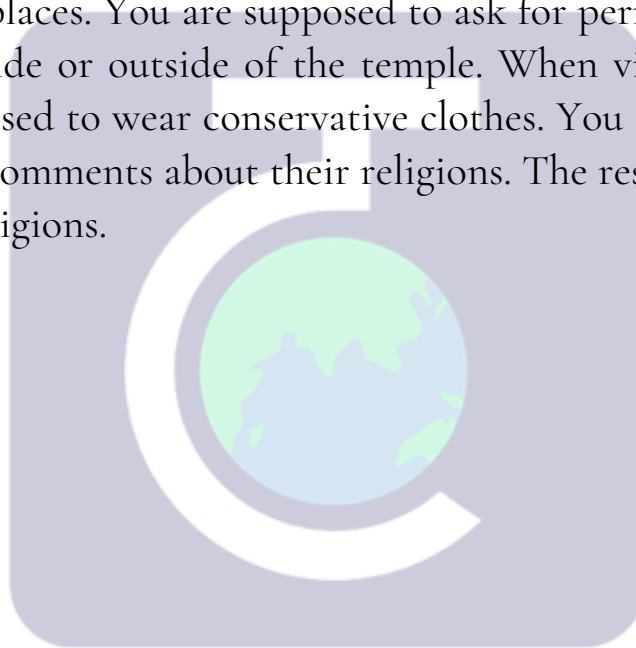 places. You are supposed to ask for per
ide or outside of the temple. When vi
sed to wear conservative clothes. You
omments about their religions. The res
igions.